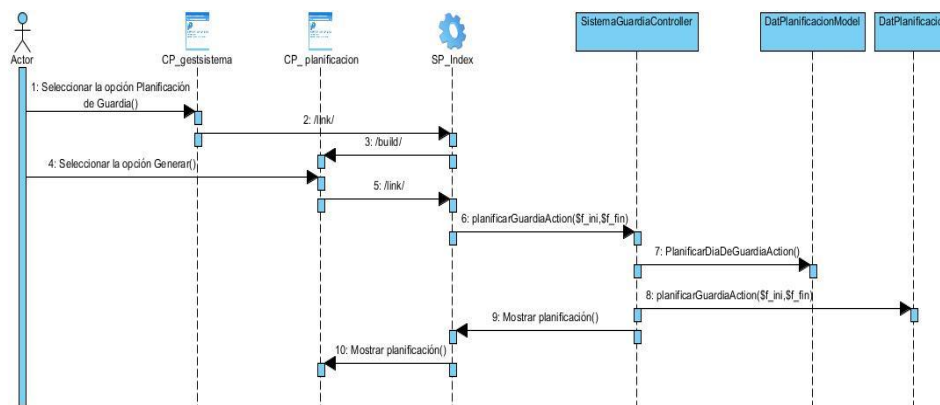 SistemaGuardiaController
DatPlanificacionModel
DatPlanificacio
Actor
CP_gestsistema
CP_ planificacion
SP_Index
1: Seleccionar la opción Planificación
de Guardia()
2: /link/
3: /build/
4: Seleccionar la opción Generar()
5: /link/
6: planificarGuardiaAction($f_ini,$f_fin)
7: PlanificarDiaDeGuardiaAction()
8: planificarGuardiaAction($f_ini,$f_fin)
9: Mostrar planificación()
10: Mostrar planificación()